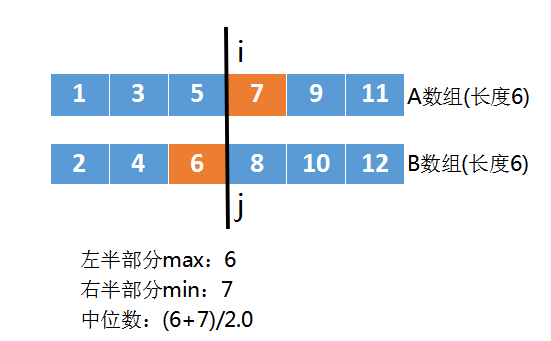 i
1 3 5 7 9 11 A数组(长度6)
2 4 6 8 10 12 B数组(长度6)
j
左半部分max：6
右半部分min：7
中位数：(6+7)/2.0